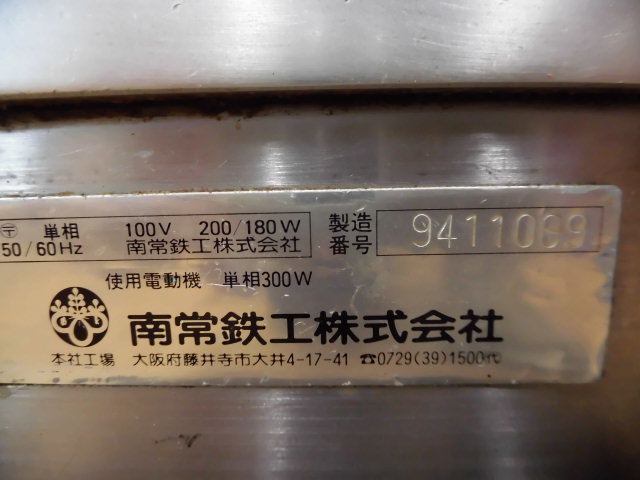 〶 単相 100V 200/180W
50/60Hz 南常鉄工株式会社
製造番号 9411089
使用電動機 単相300W
南常鉄工株式会社
本社工場 大阪府藤井寺市大井4-17-41 ☎0729(39)1500代